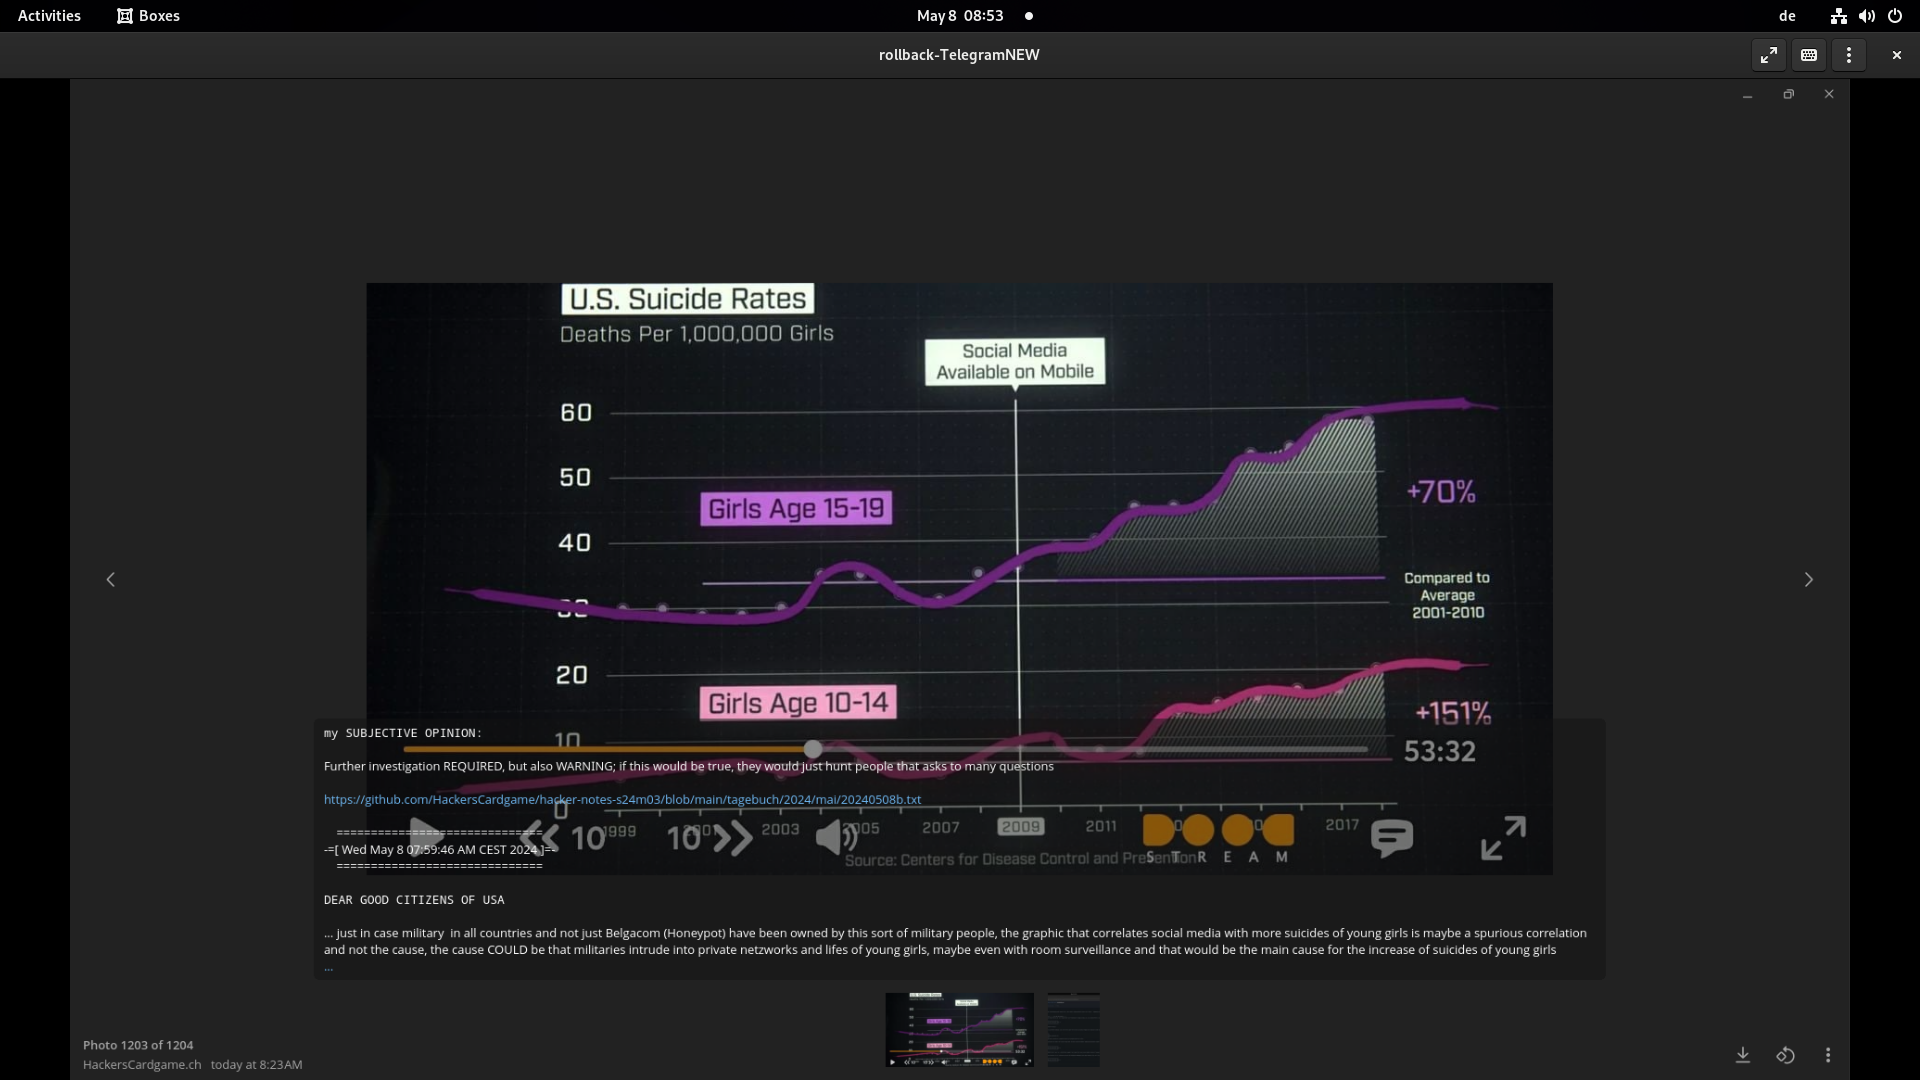 Activities
Boxes
May 8 08:53
de
rollback-TelegramNEW
U.S. Suicide Rates
Deaths Per 1,000,000 Girls
Social Media
Available on Mobile
60
50
Girls Age 15-19
+70%
40
Compared to
Average
2001-2010
30
20
Girls Age 10-14
+151%
10
53:32
0
1999
2001
2003
2005
2007
2009
2011
2017
10
10
STREAM
Source: Centers for Disease Control and Prevention
my SUBJECTIVE OPINION:
Further investigation REQUIRED, but also WARNING; if this would be true, they would just hunt people that asks to many questions
https://github.com/HackersCardgame/hacker-notes-s24m03/blob/main/tagebuch/2024/mai/20240508b.txt
==============================
-=[ Wed May 8 07:59:46 AM CEST 2024 ]=-
==============================
DEAR GOOD CITIZENS OF USA
... just in case military  in all countries and not just Belgacom (Honeypot) have been owned by this sort of military people, the graphic that correlates social media with more suicides of young girls is maybe a spurious correlation
and not the cause, the cause COULD be that militaries intrude into private netzworks and lifes of young girls, maybe even with room surveillance and that would be the main cause for the increase of suicides of young girls
...
Photo 1203 of 1204
HackersCardgame.ch today at 8:23AM